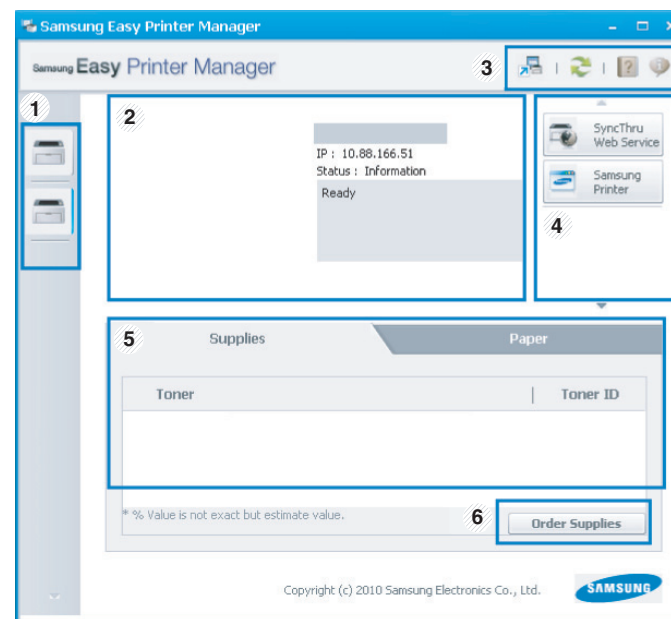 Samsung Easy Printer Manager
Samsung Easy Printer Manager
3
1
2
IP : 10.88.166.51
Status : Information
Ready
SyncThru
Web Service
Samsung
Printer
4
5
Supplies
Paper
Toner
Toner ID
* % Value is not exact but estimate value.
6
Order Supplies
Copyright (c) 2010 Samsung Electronics Co., Ltd.
SAMSUNG